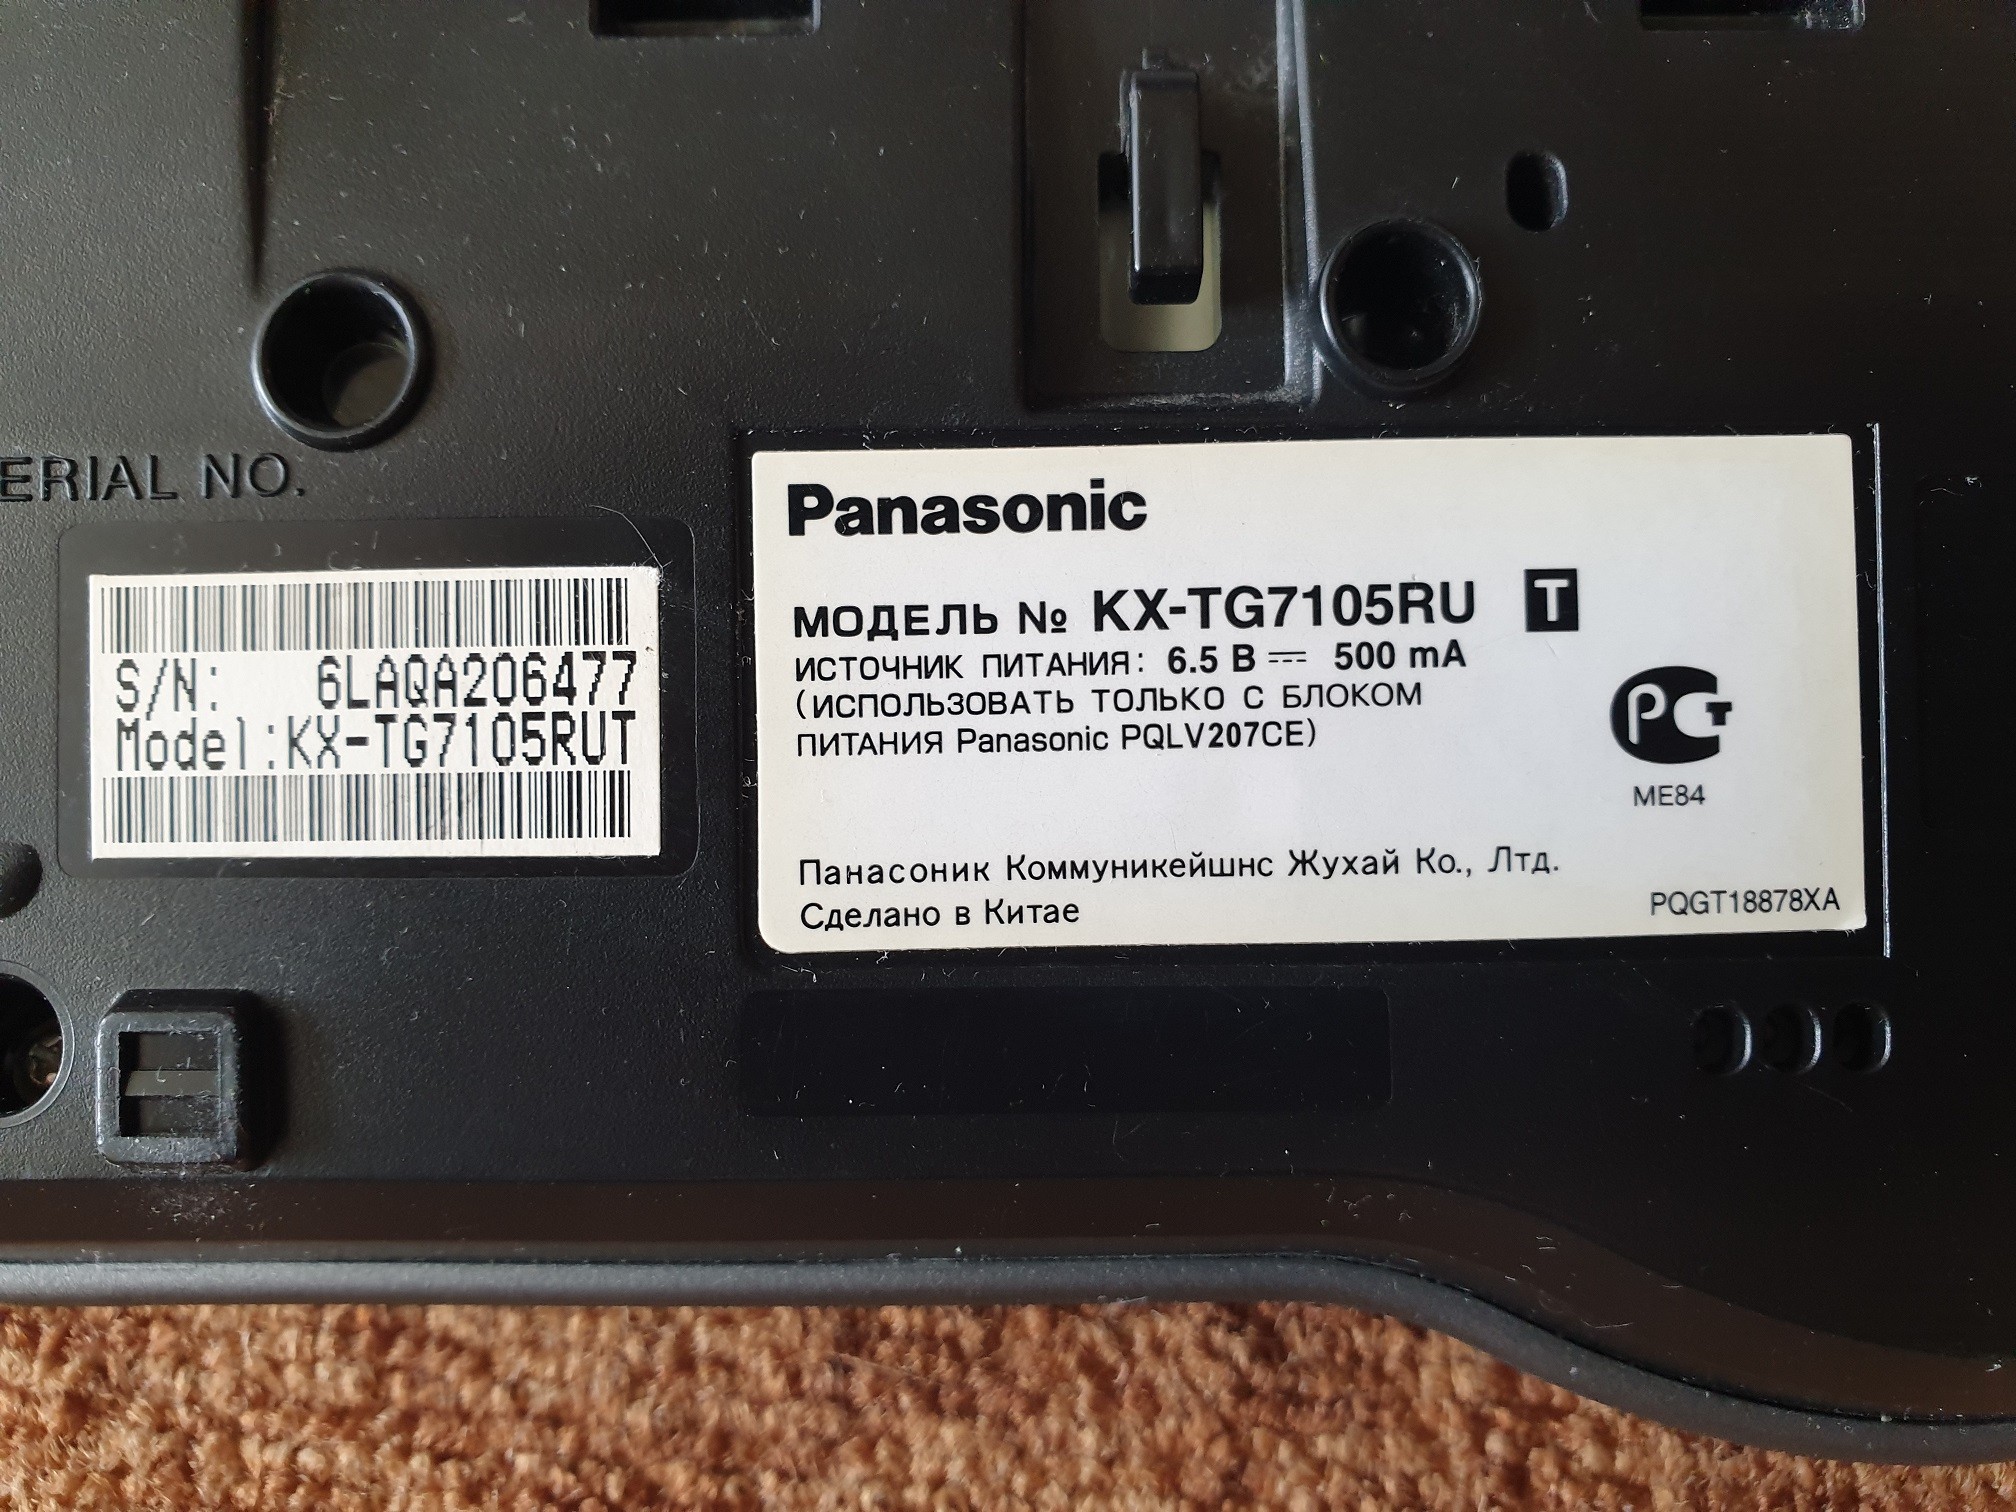 ERIAL NO.
S/N: 6LAQA206477
Model:KX-TG7105RUT
Panasonic
МОДЕЛЬ № KX-TG7105RU T
ИСТОЧНИК ПИТАНИЯ: 6.5 В 500 mA
(ИСПОЛЬЗОВАТЬ ТОЛЬКО С БЛОКОМ
ПИТАНИЯ Panasonic PQLV207CE)
РСТ
ME84
Панасоник Коммуникейшнс Жухай Ко., Лтд.
Сделано в Китае
PQGT18878XA